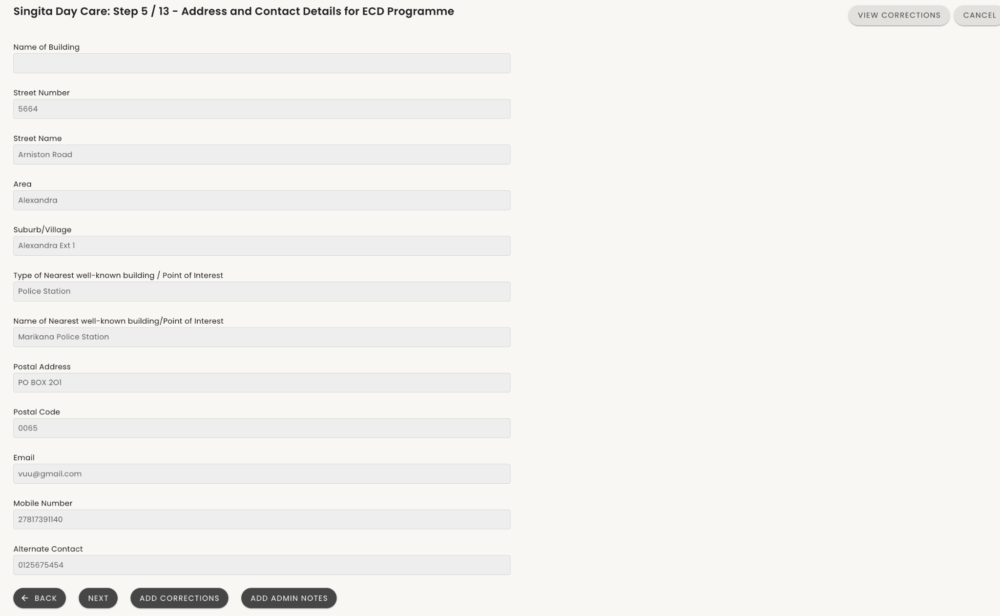 Singita Day Care: Step 5 / 13 - Address and Contact Details for ECD Programme
VIEW CORRECTIONS
CANCEL
Name of Building
Street Number
5664
Street Name
Arniston Road
Area
Alexandra
Suburb/Village
Alexandra Ext 1
Type of Nearest well-known building / Point of Interest
Police Station
Name of Nearest well-known building/Point of Interest
Marikana Police Station
Postal Address
PO BOX 2O1
Postal Code
0065
Email
vuu@gmail.com
Mobile Number
27817391140
Alternate Contact
0125675454
← BACK
NEXT
ADD CORRECTIONS
ADD ADMIN NOTES